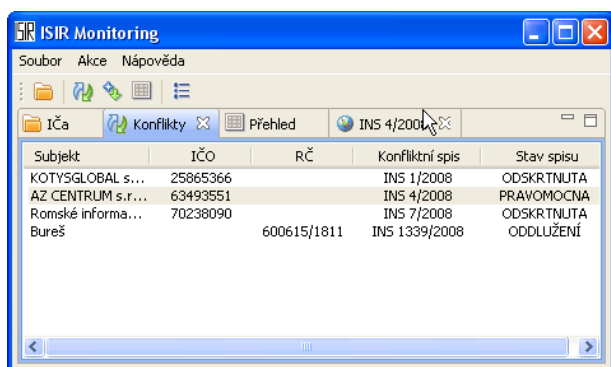 ISIR ISIR Monitoring
Soubor Akce Nápověda
IČa Konflikty Přehled INS 4/2008
Subjekt IČO RČ Konfliktní spis Stav spisu
KOTYSGLOBAL s... 25865366 INS 1/2008 ODSKRTNUTA
AZ CENTRUM s.r... 63493551 INS 4/2008 PRAVOMOCNA
Romské informa... 70238090 INS 7/2008 ODSKRTNUTA
Bureš 600615/1811 INS 1339/2008 ODDLUŽENÍ